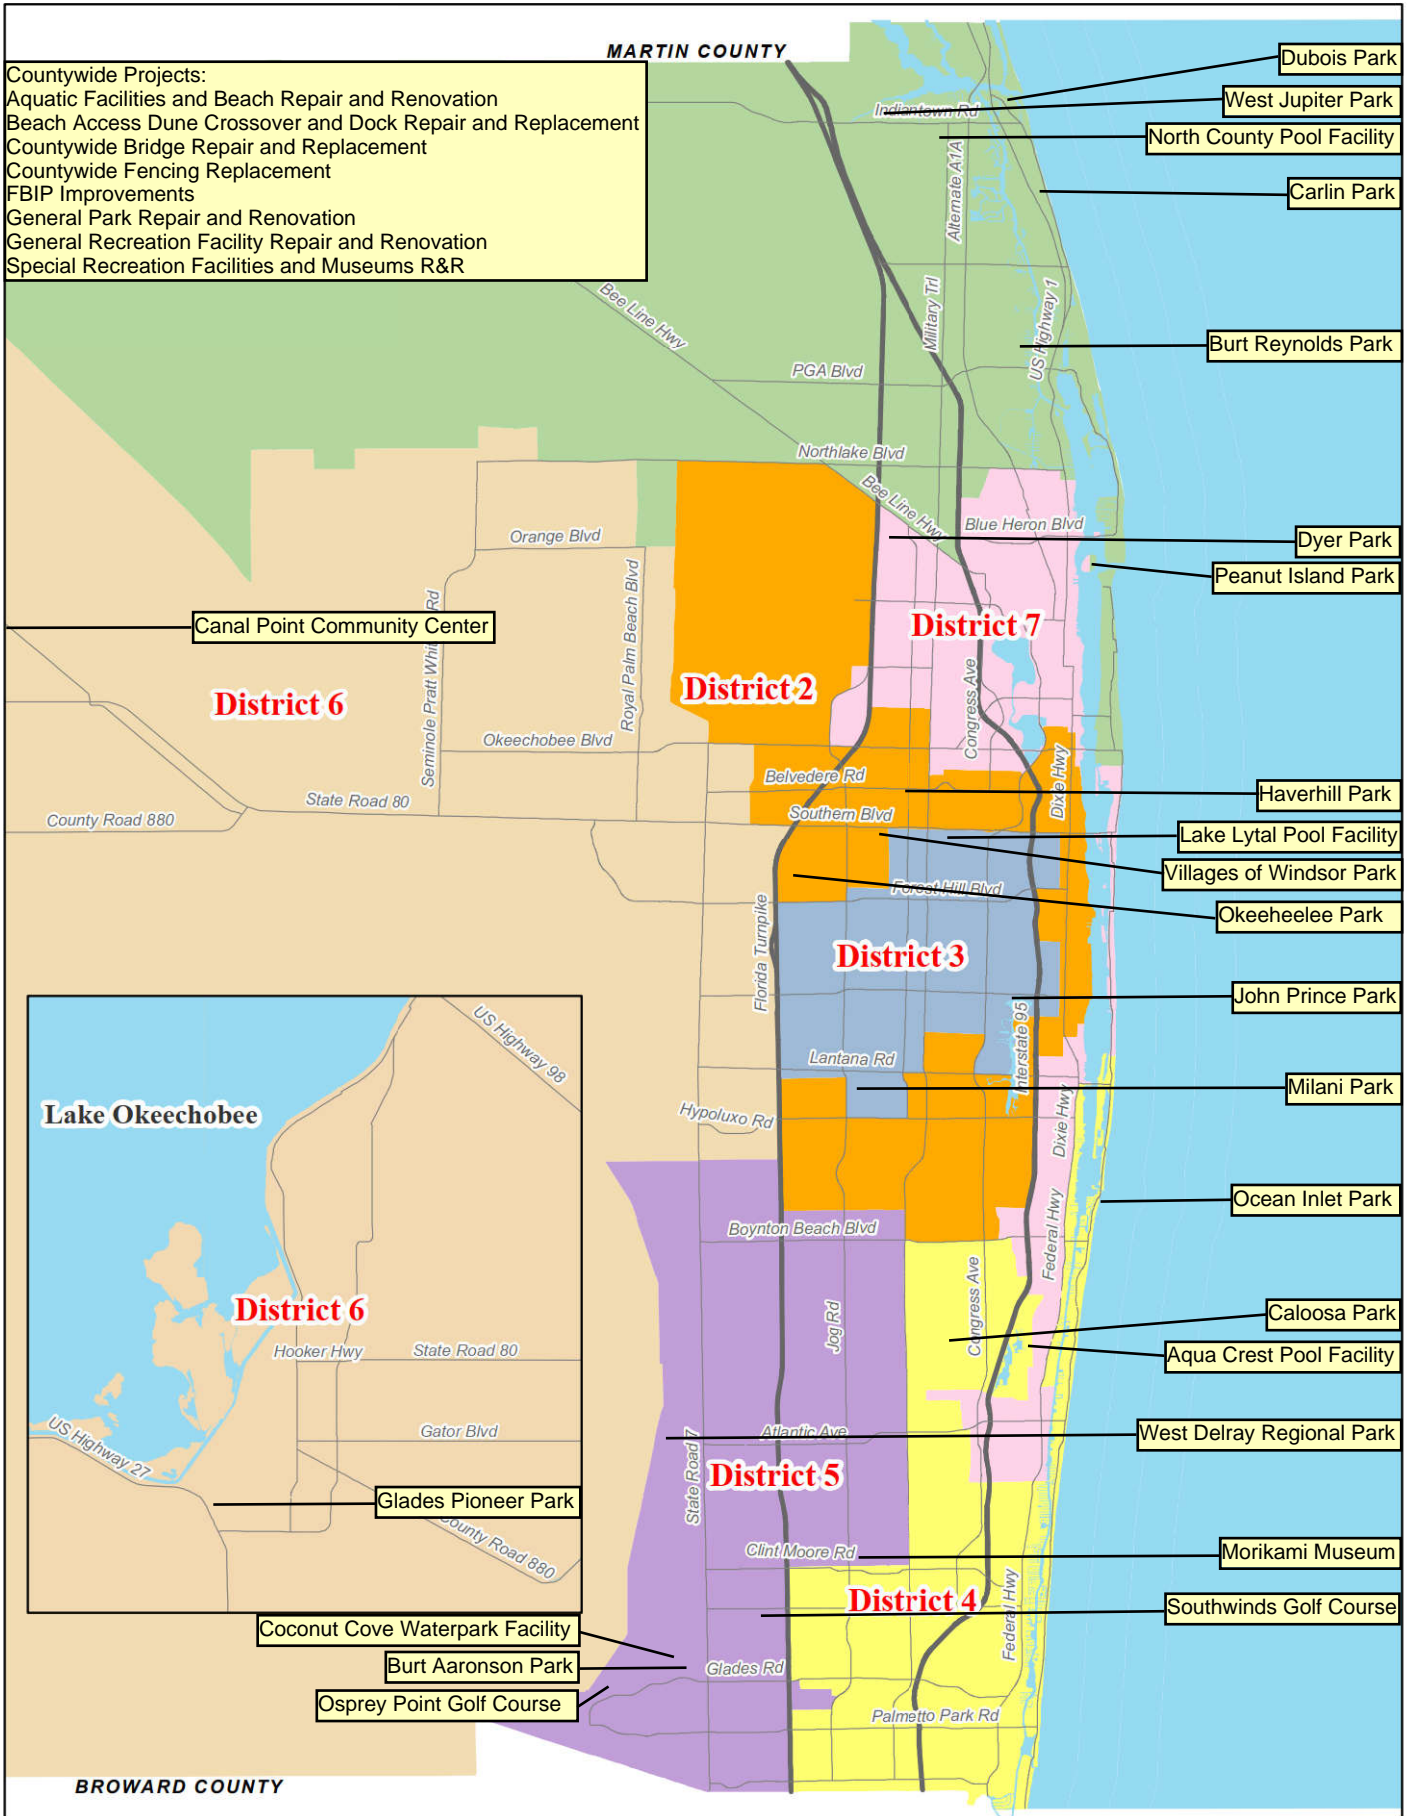 MARTIN COUNTY
Countywide Projects:
Aquatic Facilities and Beach Repair and Renovation
Beach Access Dune Crossover and Dock Repair and Replacement
Countywide Bridge Repair and Replacement
Countywide Fencing Replacement
FBIP Improvements
General Park Repair and Renovation
General Recreation Facility Repair and Renovation
Special Recreation Facilities and Museums R&R
Dubois Park
West Jupiter Park
Indiantown Rd
North County Pool Facility
Alternate A1A
Carlin Park
Bee Line Hwy
Military Trl
US Highway 1
Burt Reynolds Park
PGA Blvd
Northlake Blvd
Bee Line Hwy
Blue Heron Blvd
Orange Blvd
Dyer Park
Peanut Island Park
Canal Point Community Center
Seminole Pratt Whit Rd
Royal Palm Beach Blvd
District 7
District 6
District 2
Congress Ave
Okeechobee Blvd
Belvedere Rd
Dixie Hwy
Haverhill Park
State Road 80
County Road 880
Southern Blvd
Lake Lytal Pool Facility
Villages of Windsor Park
Forest Hill Blvd
Okeeheelee Park
Florida Turnpike
District 3
John Prince Park
Interstate 95
Lantana Rd
Milani Park
Hypoluxo Rd
Dixie Hwy
US Highway 98
Lake Okeechobee
Ocean Inlet Park
Federal Hwy
Boynton Beach Blvd
District 6
Caloosa Park
Congress Ave
Jog Rd
Hooker Hwy
State Road 80
Aqua Crest Pool Facility
Gator Blvd
Atlantic Ave
West Delray Regional Park
US Highway 27
State Road 7
District 5
Glades Pioneer Park
County Road 880
Clint Moore Rd
Morikami Museum
District 4
Federal Hwy
Southwinds Golf Course
Coconut Cove Waterpark Facility
Burt Aaronson Park
Glades Rd
Osprey Point Golf Course
Palmetto Park Rd
BROWARD COUNTY